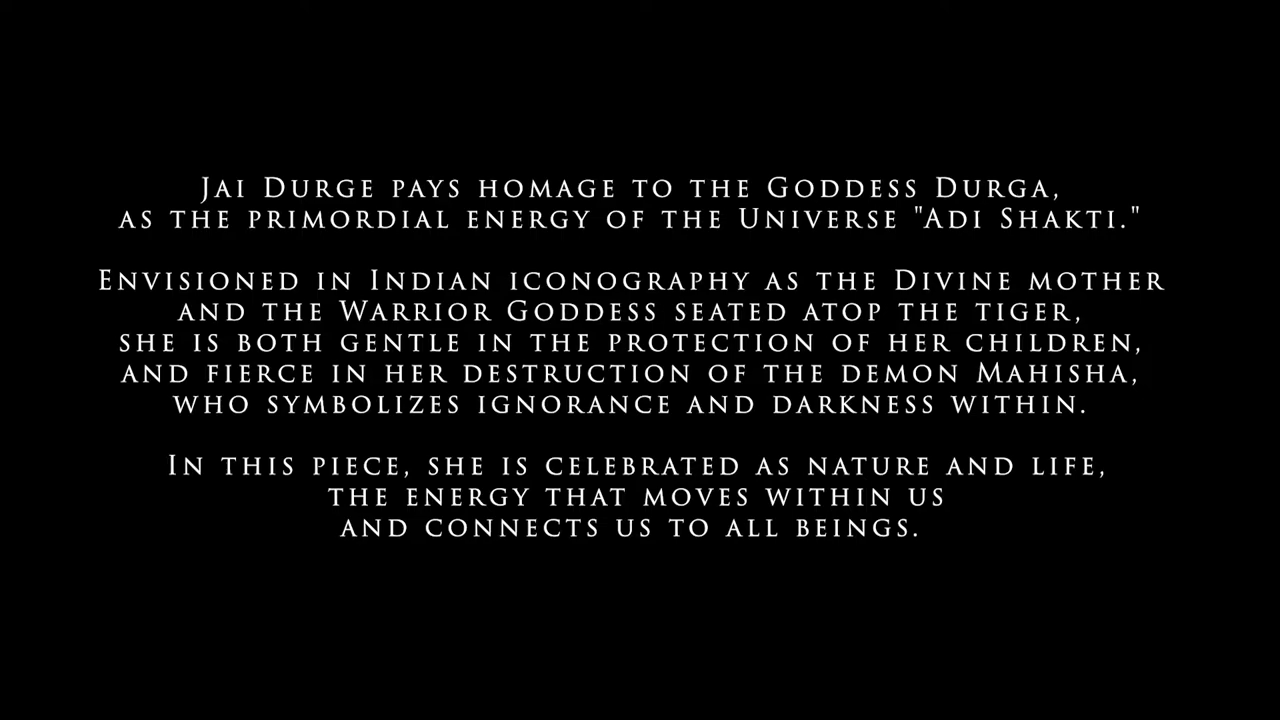 Jai Durge pays homage to the Goddess Durga,
as the primordial energy of the Universe "Adi Shakti."
Envisioned in Indian iconography as the Divine mother
and the Warrior Goddess seated atop the tiger,
she is both gentle in the protection of her children,
and fierce in her destruction of the demon Mahisha,
who symbolizes ignorance and darkness within.
In this piece, she is celebrated as nature and life,
the energy that moves within us
and connects us to all beings.